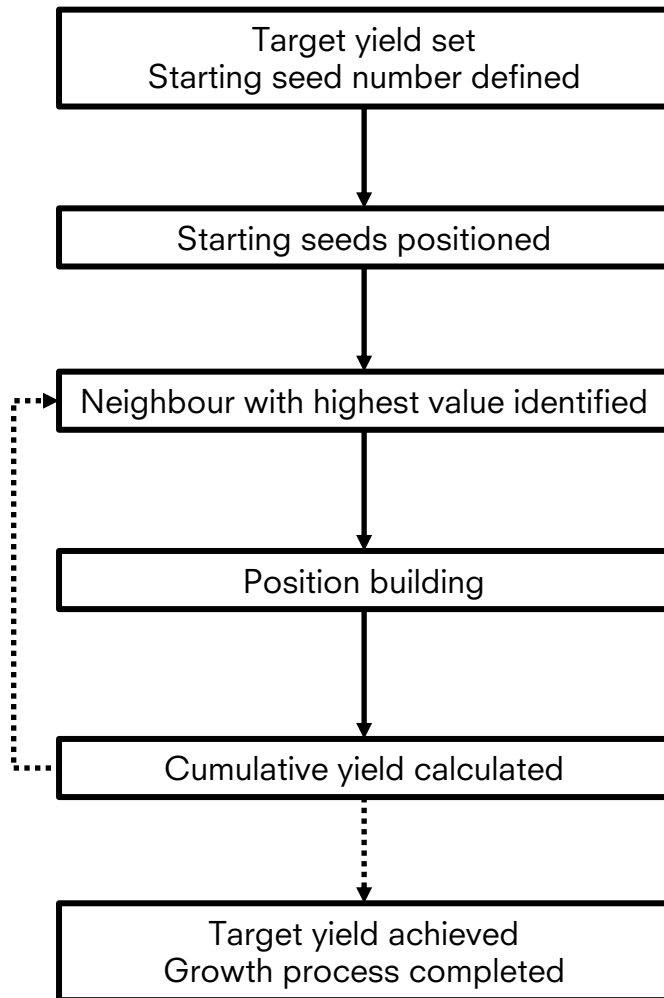 Target yield set
Starting seed number defined
Starting seeds positioned
Neighbour with highest value identified
Position building
Cumulative yield calculated
Target yield achieved
Growth process completed